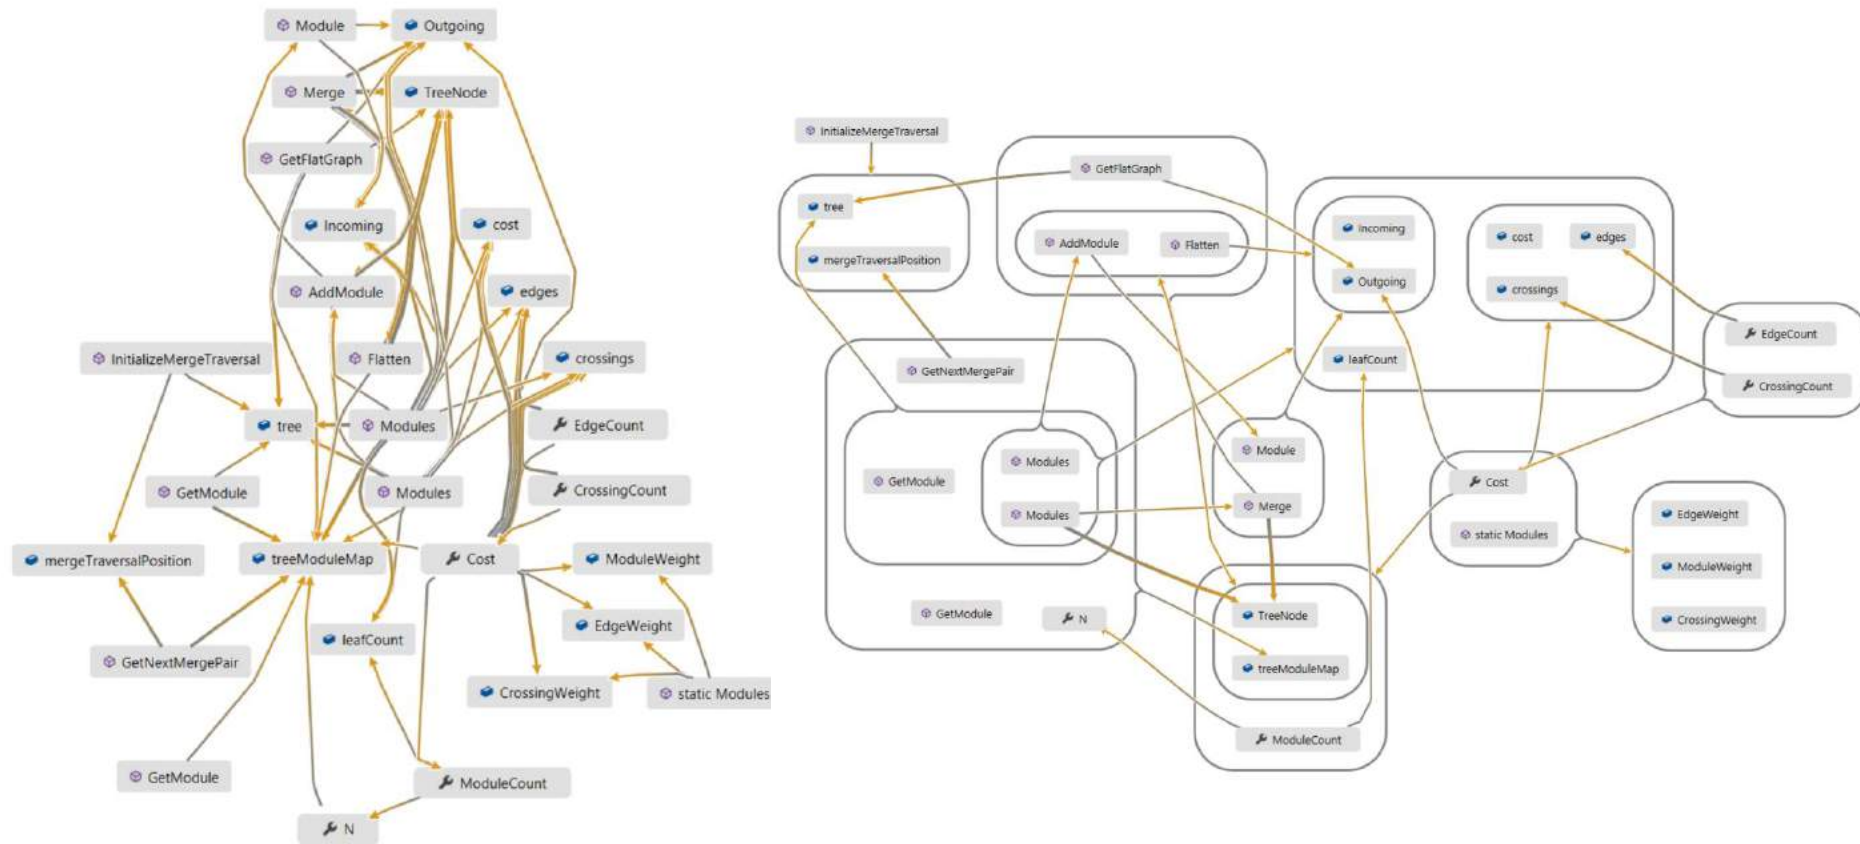 Module
Outgoing
Merge
TreeNode
GetFlatGraph
Incoming
cost
AddModule
edges
InitializeMergeTraversal
Flatten
crossings
tree
Modules
EdgeCount
GetModule
Modules
CrossingCount
mergeTraversalPosition
treeModuleMap
Cost
ModuleWeight
leafCount
EdgeWeight
GetNextMergePair
CrossingWeight
static Modules
GetModule
ModuleCount
N
InitializeMergeTraversal
GetFlatGraph
tree
AddModule
Flatten
mergeTraversalPosition
Incoming
cost
edges
Outgoing
crossings
EdgeCount
leafCount
GetNextMergePair
CrossingCount
Modules
Module
GetModule
Cost
Modules
Merge
EdgeWeight
static Modules
ModuleWeight
GetModule
N
TreeNode
CrossingWeight
treeModuleMap
ModuleCount